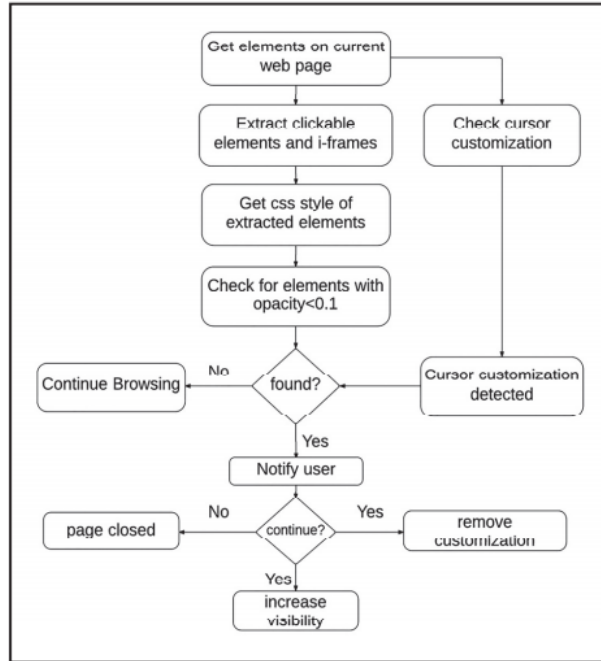 Get elements on current
web page
Extract clickable
elements and i-frames
Check cursor
customization
Get css style of
extracted elements
Check for elements with
opacity<0.1
Continue Browsing
No
found?
Cursor customization
detected
Yes
Notify user
page closed
No
continue?
Yes
remove
customization
Yes
increase
visibility